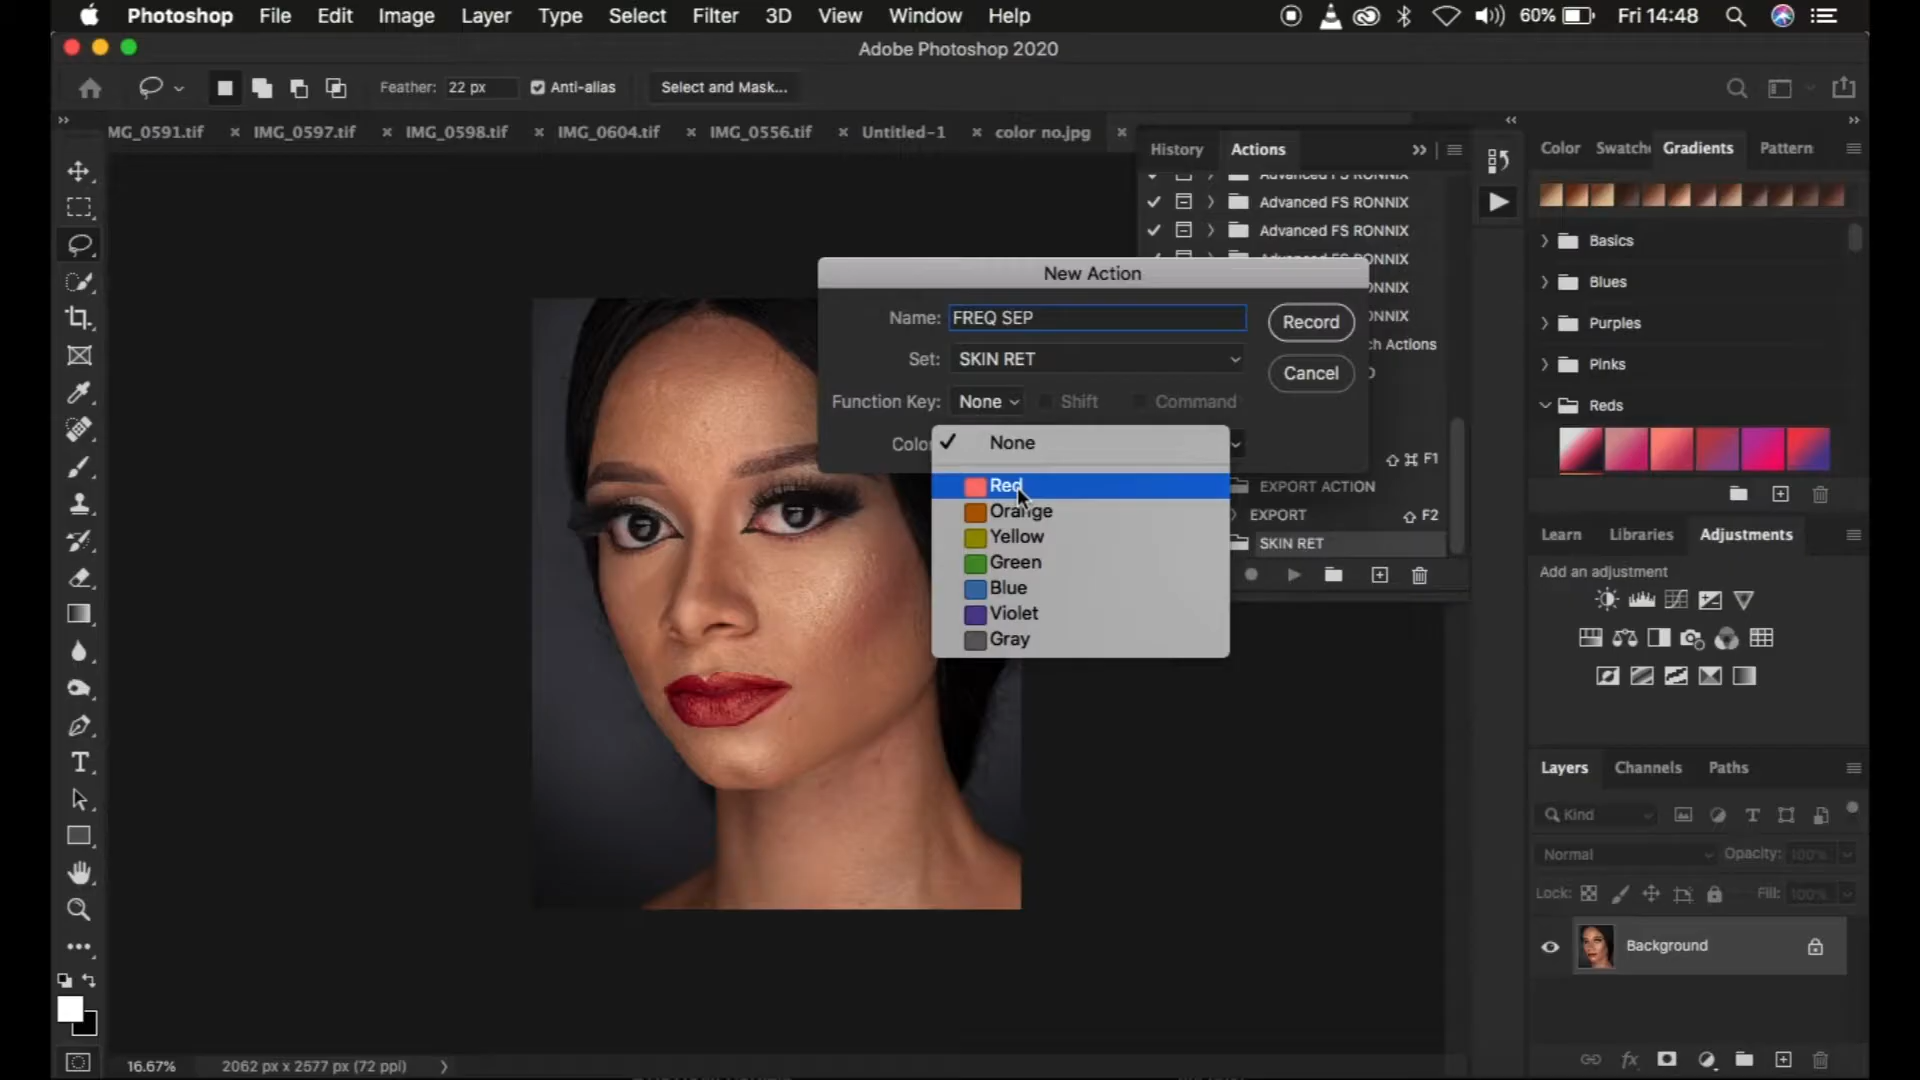 Photoshop File Edit Image Layer Type Select Filter 3D View Window Help 60% Fri 14:48
Adobe Photoshop 2020
Feather: 22 px Anti-alias Select and Mask...
MG_0591.tif × IMG_0597.tif × IMG_0598.tif × IMG_0604.tif × IMG_0556.tif × Untitled-1 × color no.jpg ×
History Actions
Color Swatche Gradients Pattern
Advanced FS RONNIX
Advanced FS RONNIX
Advanced FS RONNIX
RONNIX
New Action
Name: FREQ SEP
Record
Set: SKIN RET
Cancel
Function Key: None Shift Command
Colo
None
Red
Orange
Yellow
Green
Blue
Violet
Gray
NNIX
NNIX
ch Actions
F1
EXPORT ACTION
EXPORT F2
SKIN RET
Basics
Blues
Purples
Pinks
Reds
Learn Libraries Adjustments
Add an adjustment
Layers Channels Paths
Kind
Normal Opacity: 100%
Lock: Fill: 100%
Background
16.67% 2062 px x 2577 px (72 ppi)